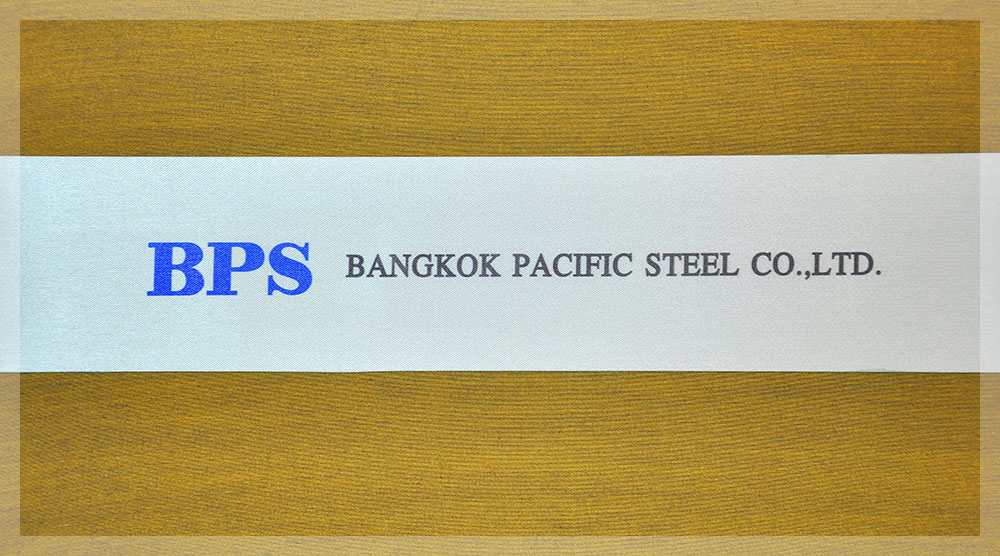 BPS BANGKOK PACIFIC STEEL CO.,LTD.